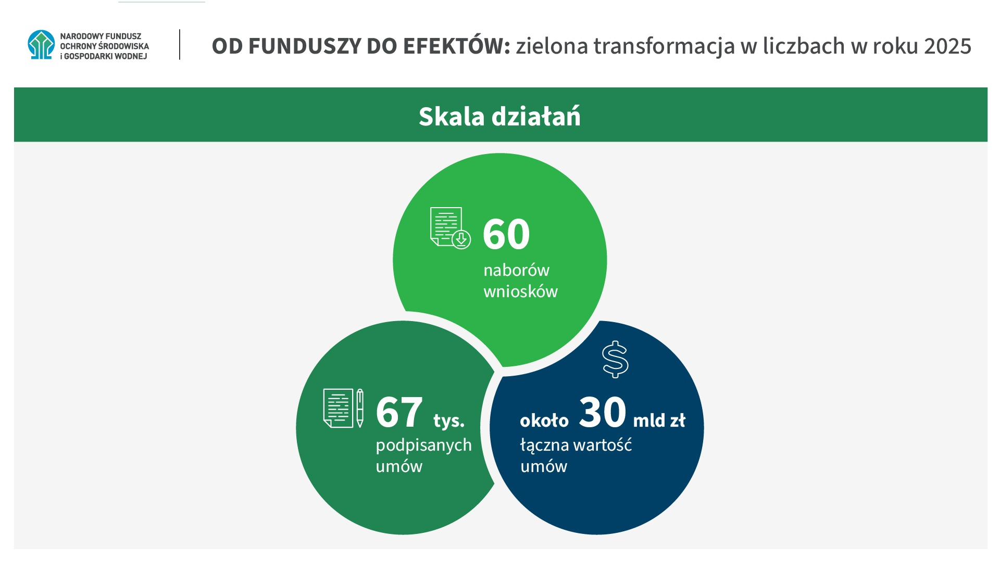 NARODOWY FUNDUSZ
OCHRONY ŚRODOWISKA
i GOSPODARKI WODNEJ
OD FUNDUSZY DO EFEKTÓW: zielona transformacja w liczbach w roku 2025
Skala działań
60
naborów
wniosków
67 tys.
podpisanych
umów
$
około 30 mld zł
łączna wartość
umów